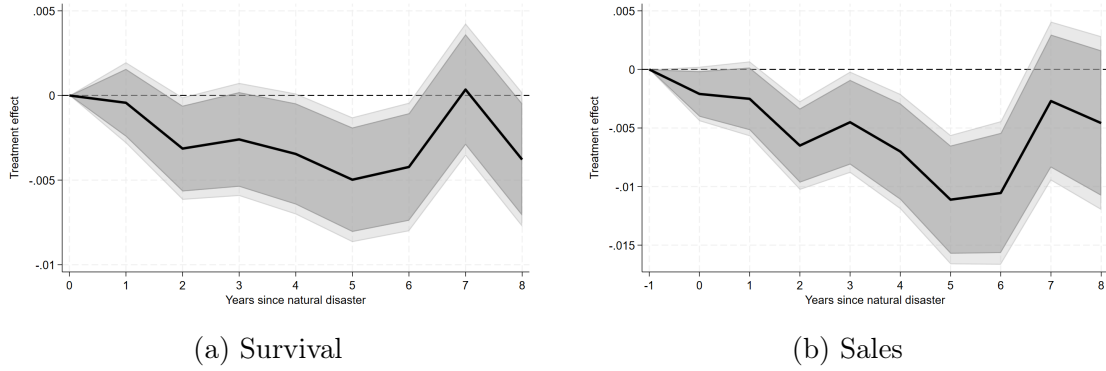 .005
0
-.005
-.01
Treatment effect
0 1 2 3 4 5 6 7 8
Years since natural disaster
(a) Survival
.005
0
-.005
-.01
-.015
Treatment effect
-1 0 1 2 3 4 5 6 7 8
Years since natural disaster
(b) Sales